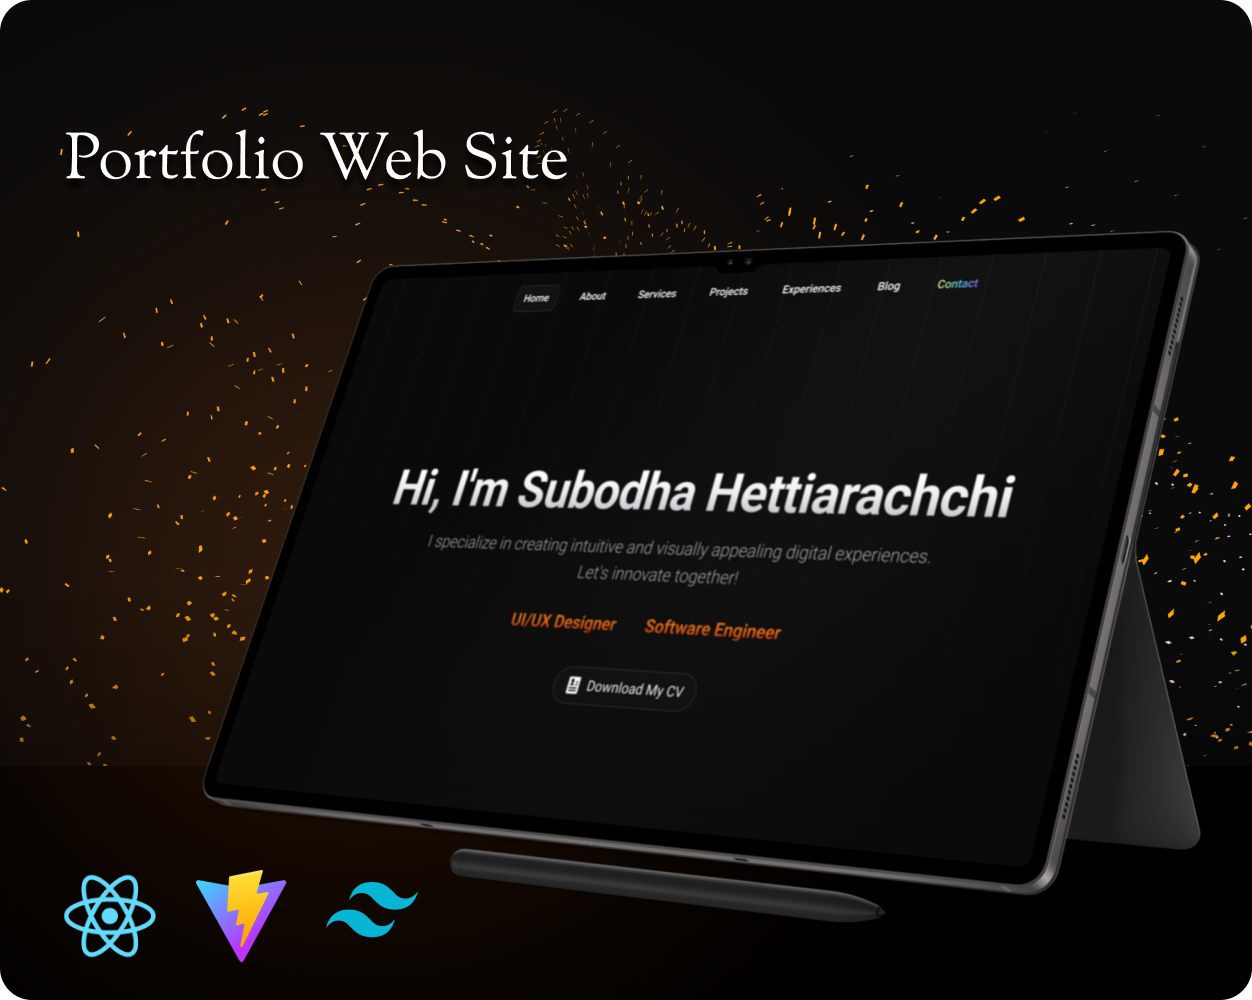 Portfolio Web Site
Home About Services Projects Experiences Blog Contact
Hi, I'm Subodha Hettiarachchi
I specialize in creating intuitive and visually appealing digital experiences.
Let's innovate together!
UI/UX Designer Software Engineer
Download My CV